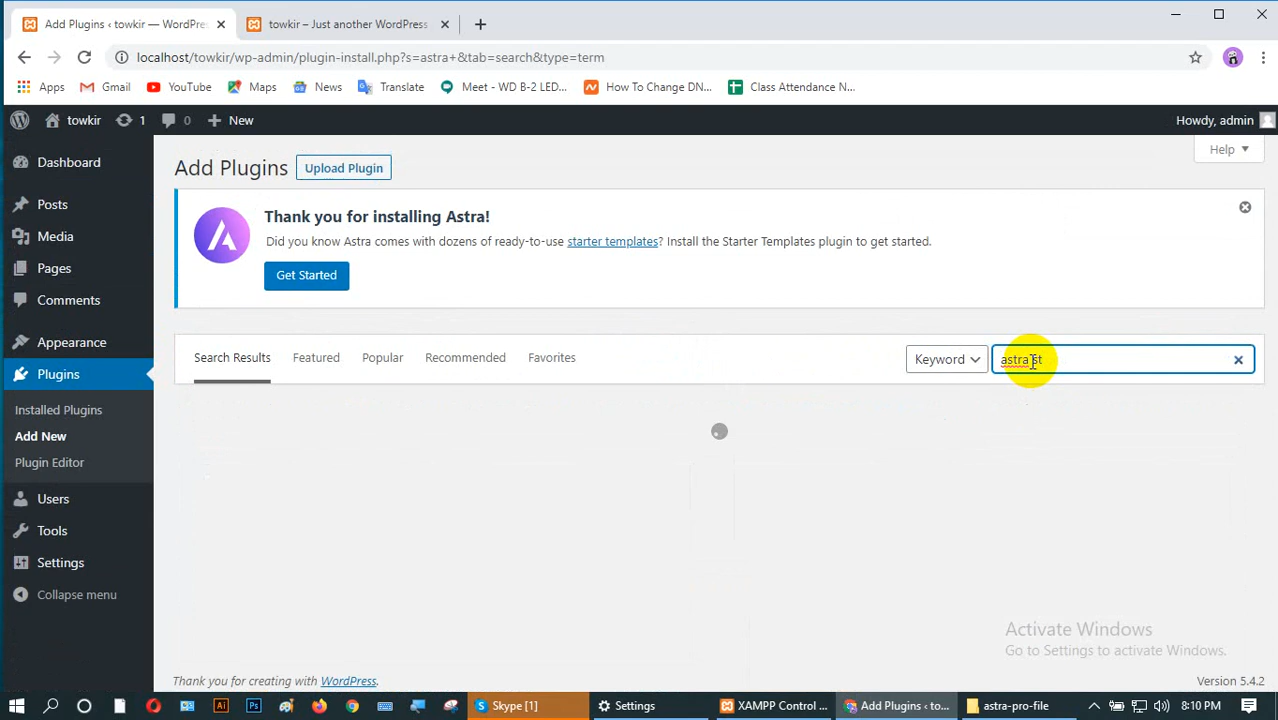 Add Plugins ‹ towkir — WordPre
towkir – Just another WordPress
localhost/towkir/wp-admin/plugin-install.php?s=astra+&tab=search&type=term
Apps
Gmail
YouTube
Maps
News
Translate
Meet - WD B-2 LED...
How To Change DN...
Class Attendance N...
towkir
1
0
New
Howdy, admin
Dashboard
Posts
Media
Pages
Comments
Appearance
Plugins
Installed Plugins
Add New
Plugin Editor
Users
Tools
Settings
Collapse menu
Help
Add Plugins
Upload Plugin
Thank you for installing Astra!
Did you know Astra comes with dozens of ready-to-use starter templates? Install the Starter Templates plugin to get started.
Get Started
Search Results
Featured
Popular
Recommended
Favorites
Keyword
astra st
Activate Windows
Go to Settings to activate Windows.
Thank you for creating with WordPress.
Version 5.4.2
Skype [1]
Settings
XAMPP Control ...
Add Plugins ‹ to...
astra-pro-file
8:10 PM